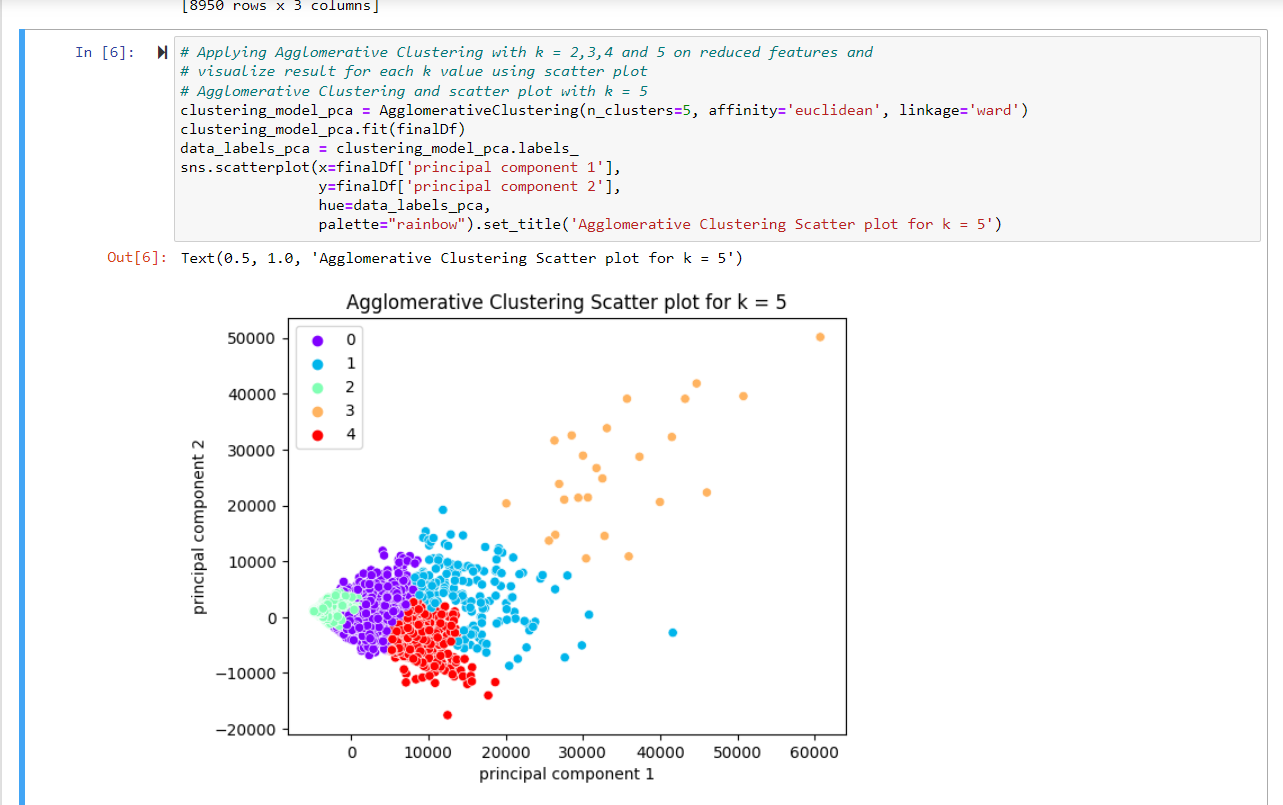 [8950 rows x 3 columns]
In [6]:
# Applying Agglomerative Clustering with k = 2,3,4 and 5 on reduced features and
# visualize result for each k value using scatter plot
# Agglomerative Clustering and scatter plot with k = 5
clustering_model_pca = AgglomerativeClustering(n_clusters=5, affinity='euclidean', linkage='ward')
clustering_model_pca.fit(finalDf)
data_labels_pca = clustering_model_pca.labels_
sns.scatterplot(x=finalDf['principal component 1'],
y=finalDf['principal component 2'],
hue=data_labels_pca,
palette="rainbow").set_title('Agglomerative Clustering Scatter plot for k = 5')
Out[6]: Text(0.5, 1.0, 'Agglomerative Clustering Scatter plot for k = 5')
Agglomerative Clustering Scatter plot for k = 5
0
1
2
3
4
50000
40000
30000
20000
10000
0
−10000
−20000
principal component 2
0 10000 20000 30000 40000 50000 60000
principal component 1